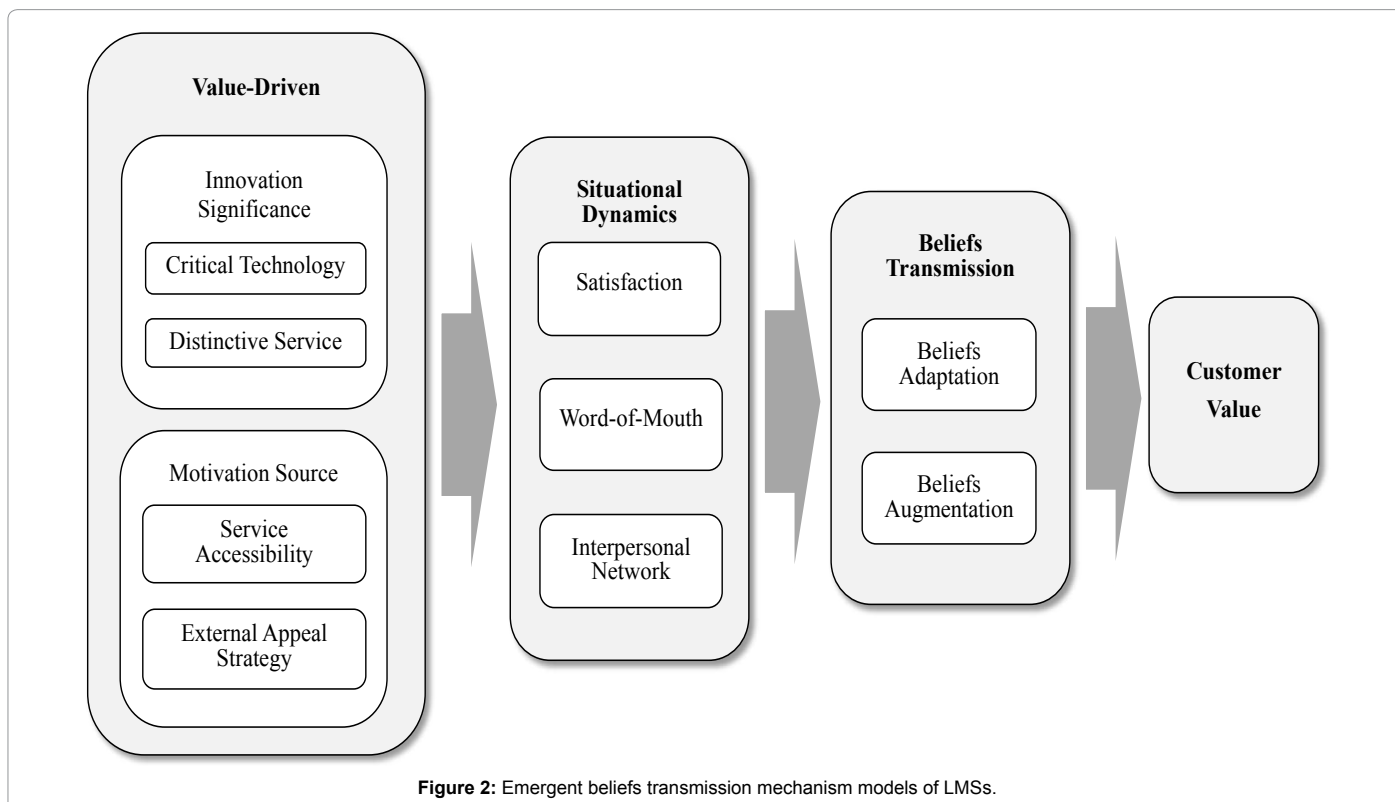 Value-Driven
Innovation
Significance
Critical Technology
Distinctive Service
Motivation Source
Service
Accessibility
External Appeal
Strategy
Situational
Dynamics
Satisfaction
Word-of-Mouth
Interpersonal
Network
Beliefs
Transmission
Beliefs
Adaptation
Beliefs
Augmentation
Customer
Value
Figure 2: Emergent beliefs transmission mechanism models of LMSs.